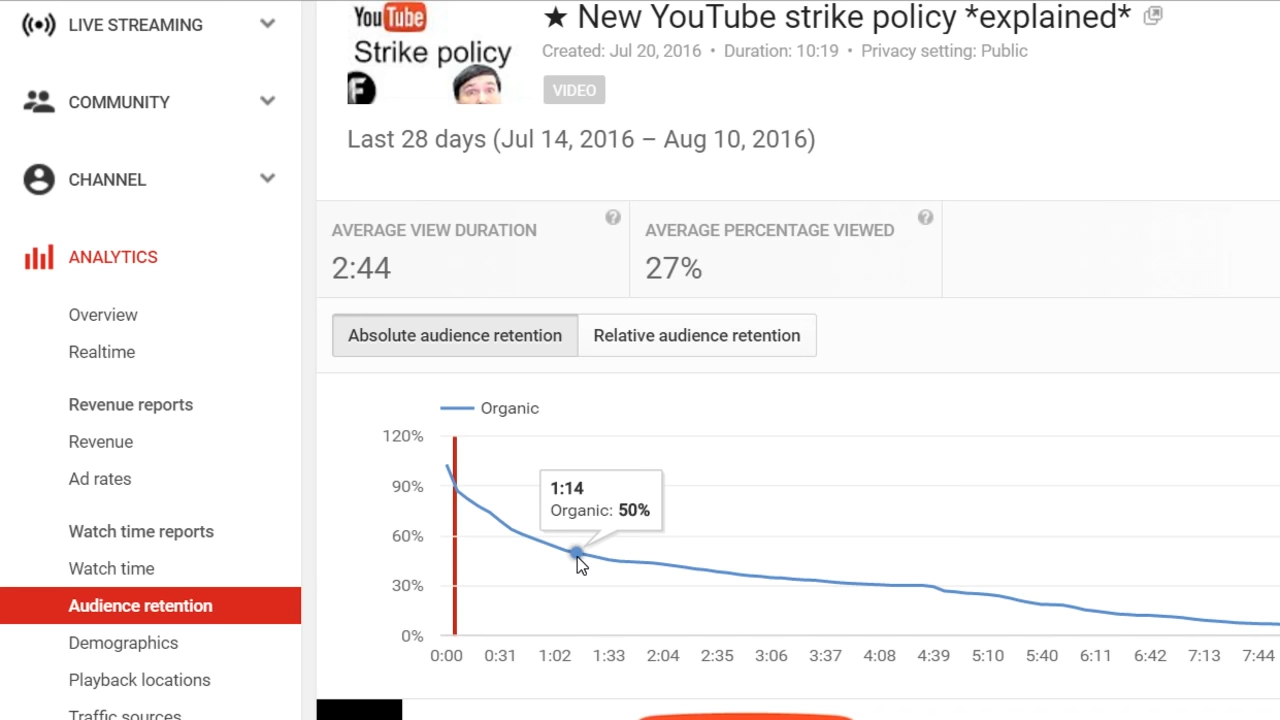 LIVE STREAMING
COMMUNITY
CHANNEL
ANALYTICS
Overview
Realtime
Revenue reports
Revenue
Ad rates
Watch time reports
Watch time
Audience retention
Demographics
Playback locations
Traffic sources
YouTube
Strike policy
F
★ New YouTube strike policy *explained*
Created: Jul 20, 2016 • Duration: 10:19 • Privacy setting: Public
VIDEO
Last 28 days (Jul 14, 2016 – Aug 10, 2016)
AVERAGE VIEW DURATION ?
2:44
AVERAGE PERCENTAGE VIEWED ?
27%
Absolute audience retention
Relative audience retention
Organic
120%
90%
60%
30%
0%
1:14
Organic: 50%
0:00 0:31 1:02 1:33 2:04 2:35 3:06 3:37 4:08 4:39 5:10 5:40 6:11 6:42 7:13 7:44